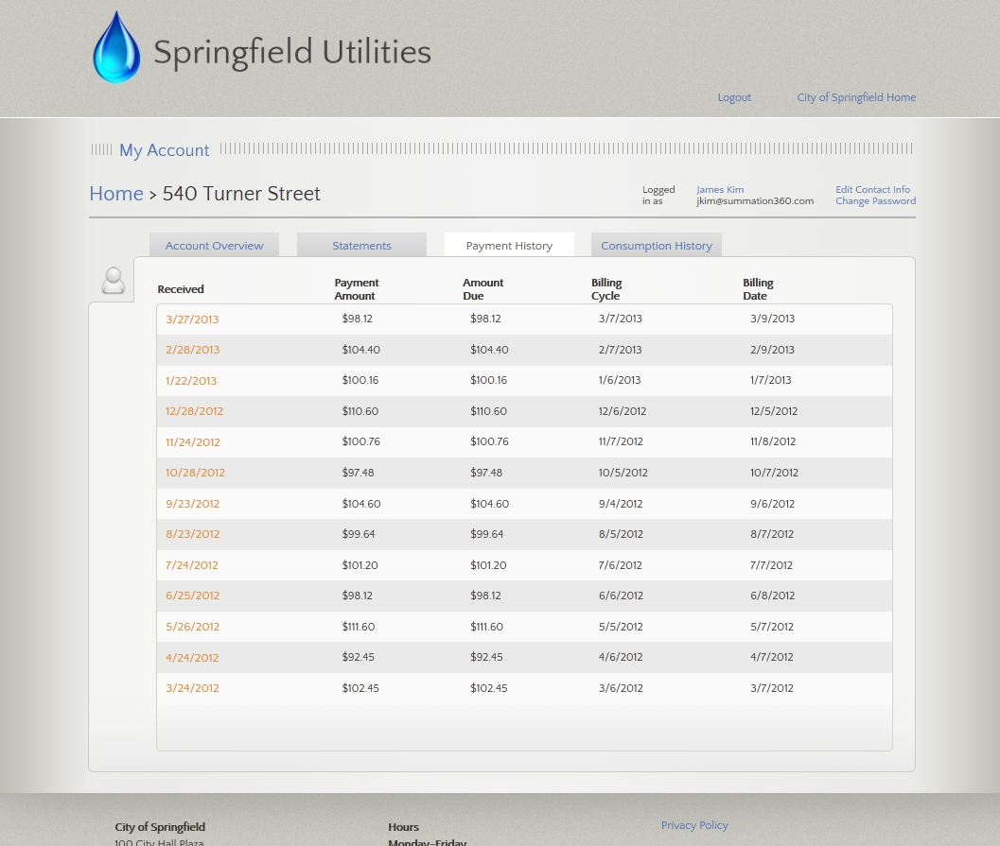 Springfield Utilities
Logout City of Springfield Home
My Account
Home > 540 Turner Street
Logged in as
James Kim
jkim@summation360.com
Edit Contact Info
Change Password
Account Overview Statements Payment History Consumption History
Received Payment Amount Amount Due Billing Cycle Billing Date
3/27/2013 $98.12 $98.12 3/7/2013 3/9/2013
2/28/2013 $104.40 $104.40 2/7/2013 2/9/2013
1/22/2013 $100.16 $100.16 1/6/2013 1/7/2013
12/28/2012 $110.60 $110.60 12/6/2012 12/5/2012
11/24/2012 $100.76 $100.76 11/7/2012 11/8/2012
10/28/2012 $97.48 $97.48 10/5/2012 10/7/2012
9/23/2012 $104.60 $104.60 9/4/2012 9/6/2012
8/23/2012 $99.64 $99.64 8/5/2012 8/7/2012
7/24/2012 $101.20 $101.20 7/6/2012 7/7/2012
6/25/2012 $98.12 $98.12 6/6/2012 6/8/2012
5/26/2012 $111.60 $111.60 5/5/2012 5/7/2012
4/24/2012 $92.45 $92.45 4/6/2012 4/7/2012
3/24/2012 $102.45 $102.45 3/6/2012 3/7/2012
City of Springfield Hours Privacy Policy
100 City Hall Plaza Monday-Friday